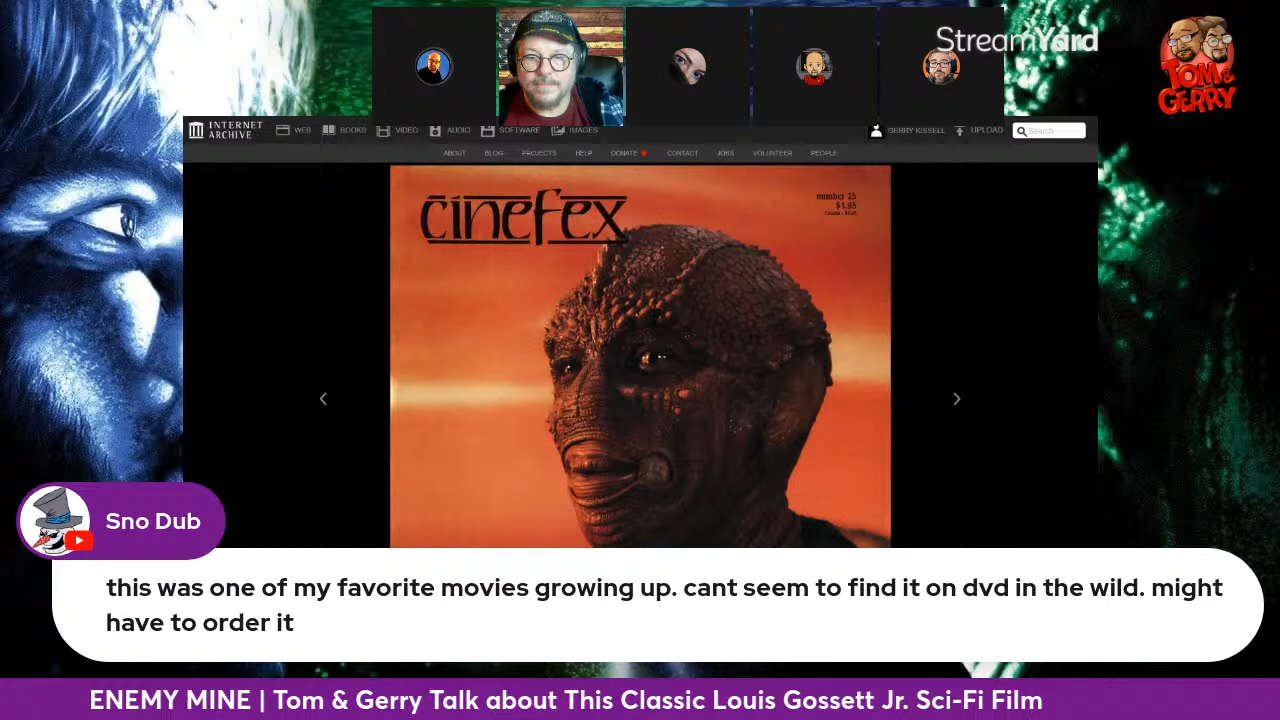 StreamYard
TOM &
GERRY
INTERNET
ARCHIVE
WEB
BOOKS
VIDEO
AUDIO
SOFTWARE
IMAGES
GERRY KISSELL
UPLOAD
Search
ABOUT
BLOG
PROJECTS
HELP
DONATE
CONTACT
JOBS
VOLUNTEER
PEOPLE
cinefex
number 25
$4.95
Sno Dub
this was one of my favorite movies growing up. cant seem to find it on dvd in the wild. might
have to order it
ENEMY MINE | Tom & Gerry Talk about This Classic Louis Gossett Jr. Sci-Fi Film